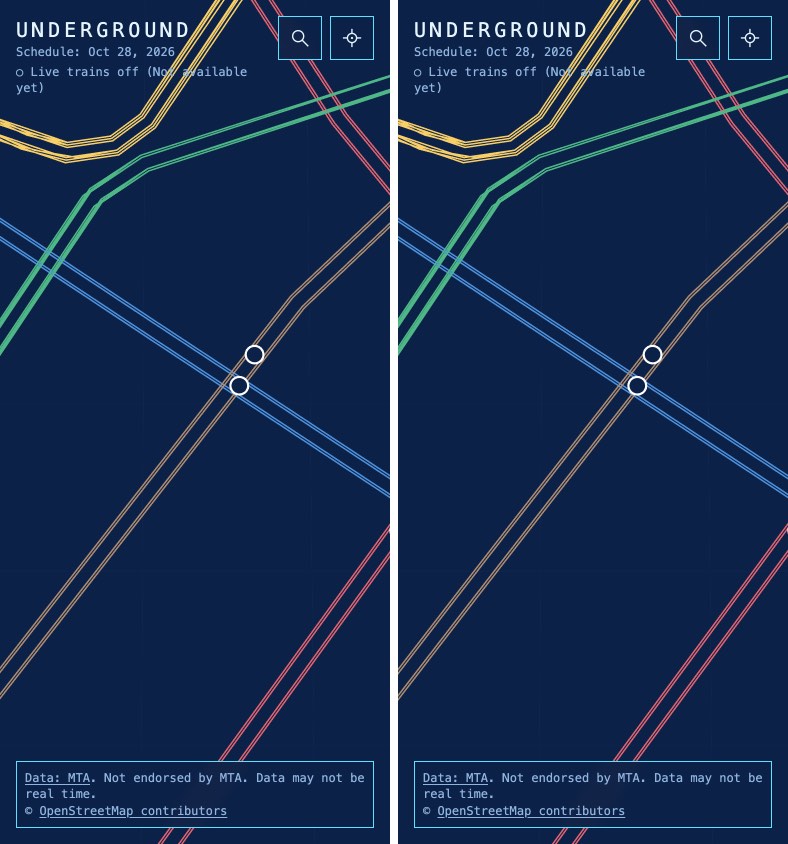 UNDERGROUND
Schedule: Oct 28, 2026
○ Live trains off (Not available
yet)
Data: MTA. Not endorsed by MTA. Data may not be
real time.
© OpenStreetMap contributors
UNDERGROUND
Schedule: Oct 28, 2026
○ Live trains off (Not available
yet)
Data: MTA. Not endorsed by MTA. Data may not be
real time.
© OpenStreetMap contributors